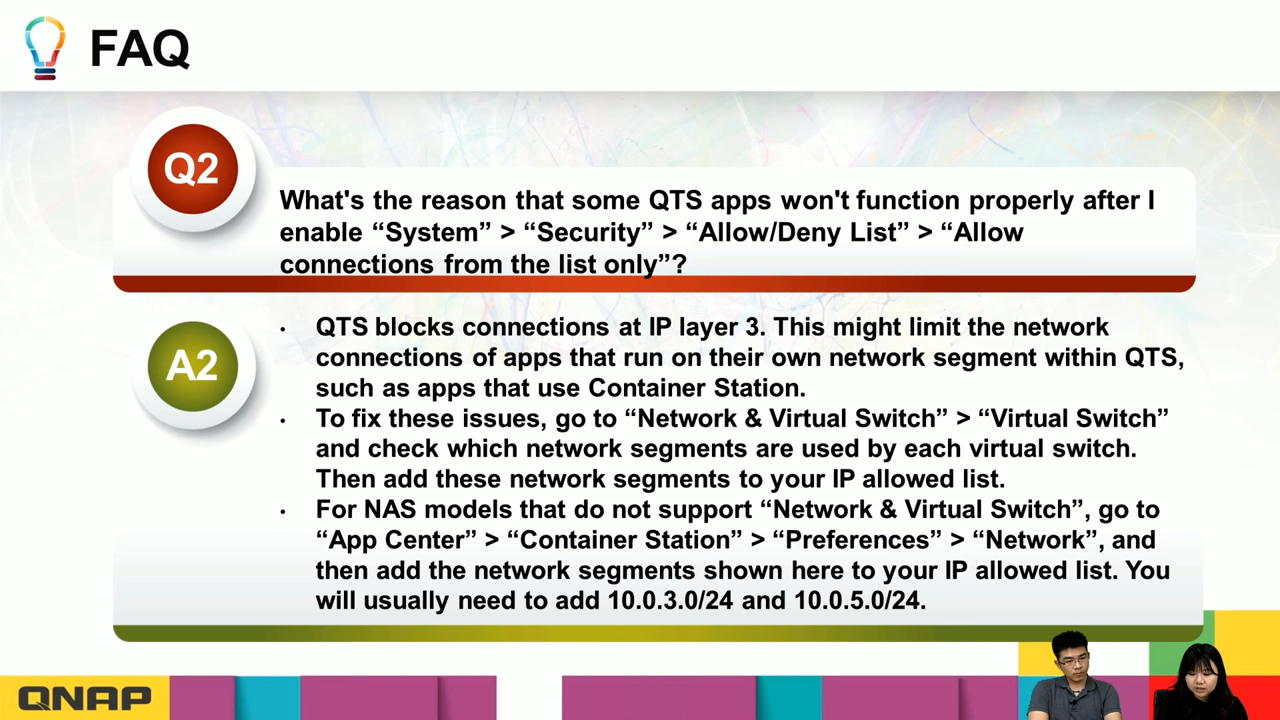 FAQ
Q2
What's the reason that some QTS apps won't function properly after I
enable “System” > “Security” > “Allow/Deny List” > “Allow
connections from the list only”?
A2
• QTS blocks connections at IP layer 3. This might limit the network
connections of apps that run on their own network segment within QTS,
such as apps that use Container Station.
• To fix these issues, go to “Network & Virtual Switch” > “Virtual Switch”
and check which network segments are used by each virtual switch.
Then add these network segments to your IP allowed list.
• For NAS models that do not support “Network & Virtual Switch”, go to
“App Center” > “Container Station” > “Preferences” > “Network”, and
then add the network segments shown here to your IP allowed list. You
will usually need to add 10.0.3.0/24 and 10.0.5.0/24.
QNAP